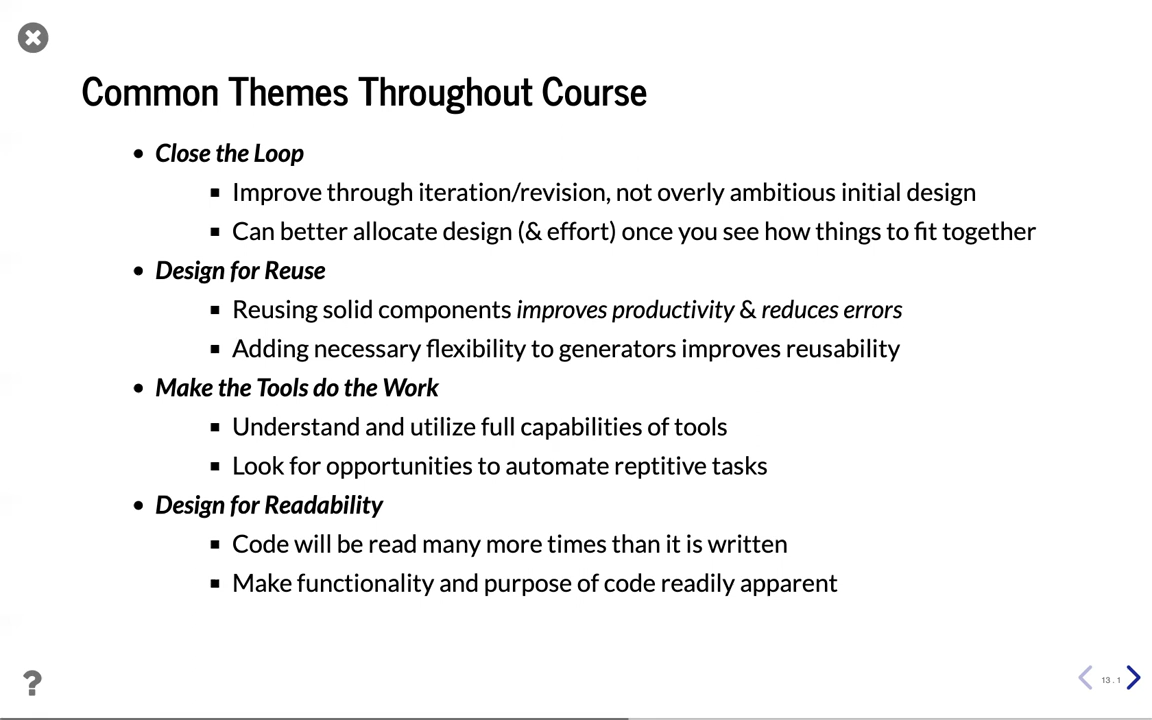 Common Themes Throughout Course
Close the Loop
Improve through iteration/revision, not overly ambitious initial design
Can better allocate design (& effort) once you see how things to fit together
Design for Reuse
Reusing solid components improves productivity & reduces errors
Adding necessary flexibility to generators improves reusability
Make the Tools do the Work
Understand and utilize full capabilities of tools
Look for opportunities to automate reptitive tasks
Design for Readability
Code will be read many more times than it is written
Make functionality and purpose of code readily apparent
?
13 . 1